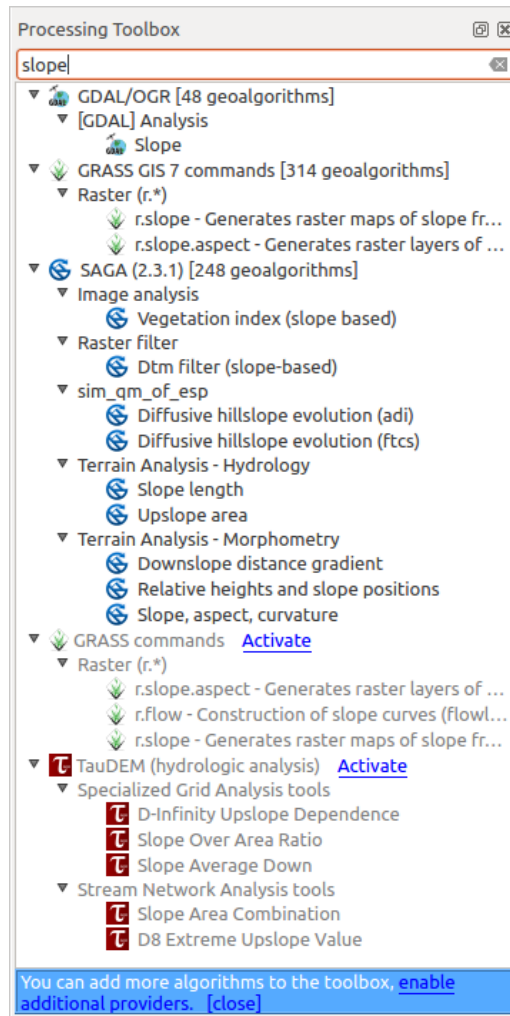 Processing Toolbox
slope
GDAL/OGR [48 geoalgorithms]
[GDAL] Analysis
Slope
GRASS GIS 7 commands [314 geoalgorithms]
Raster (r.*)
r.slope - Generates raster maps of slope fr...
r.slope.aspect - Generates raster layers of ...
SAGA (2.3.1) [248 geoalgorithms]
Image analysis
Vegetation index (slope based)
Raster filter
Dtm filter (slope-based)
sim_qm_of_esp
Diffusive hillslope evolution (adi)
Diffusive hillslope evolution (ftcs)
Terrain Analysis - Hydrology
Slope length
Upslope area
Terrain Analysis - Morphometry
Downslope distance gradient
Relative heights and slope positions
Slope, aspect, curvature
GRASS commands Activate
Raster (r.*)
r.slope.aspect - Generates raster layers of ...
r.flow - Construction of slope curves (flowl...
r.slope - Generates raster maps of slope fr...
TauDEM (hydrologic analysis) Activate
Specialized Grid Analysis tools
D-Infinity Upslope Dependence
Slope Over Area Ratio
Slope Average Down
Stream Network Analysis tools
Slope Area Combination
D8 Extreme Upslope Value
You can add more algorithms to the toolbox, enable
additional providers. [close]